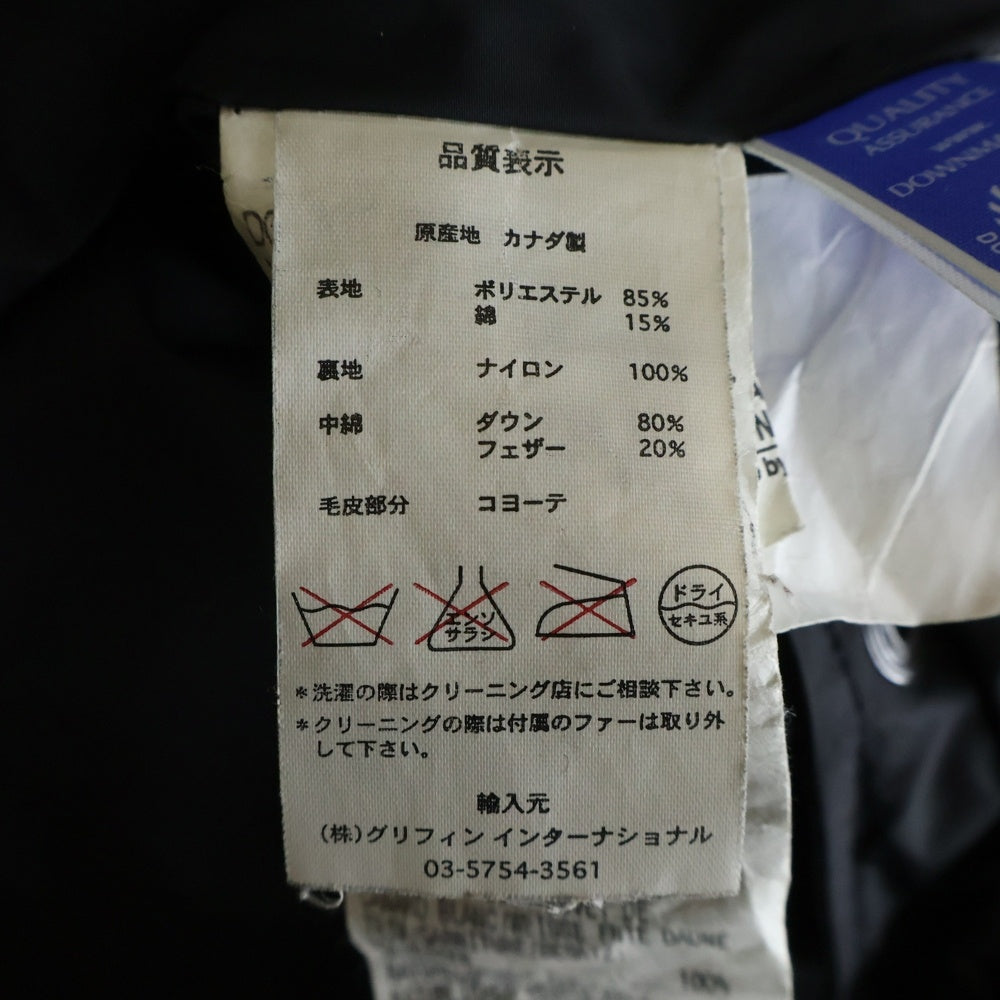 品質表示
原産地 カナダ製
表地 ポリエステル 85%
綿 15%
裏地 ナイロン 100%
中綿 ダウン 80%
フェザー 20%
毛皮部分 コヨーテ
エンソ
サラシ
ドライ
セキユ系
*洗濯の際はクリーニング店にご相談下さい。
*クリーニングの際は付属のファーは取り外
して下さい。
輸入元
(株)グリフィン インターナショナル
03-5754-3561
QUALITY
ASSURANCE
www.
100%